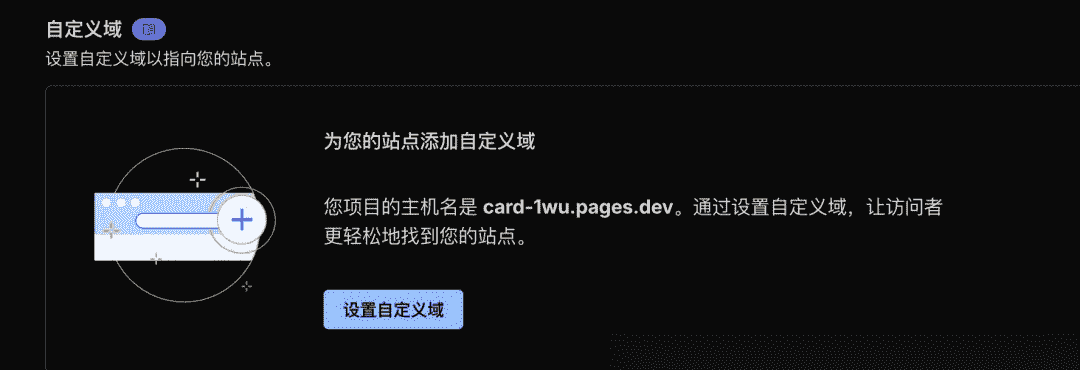 自定义域
设置自定义域以指向您的站点。
为您的站点添加自定义域
您项目的主机名是 card-1wu.pages.dev。通过设置自定义域，让访问者
更轻松地找到您的站点。
设置自定义域